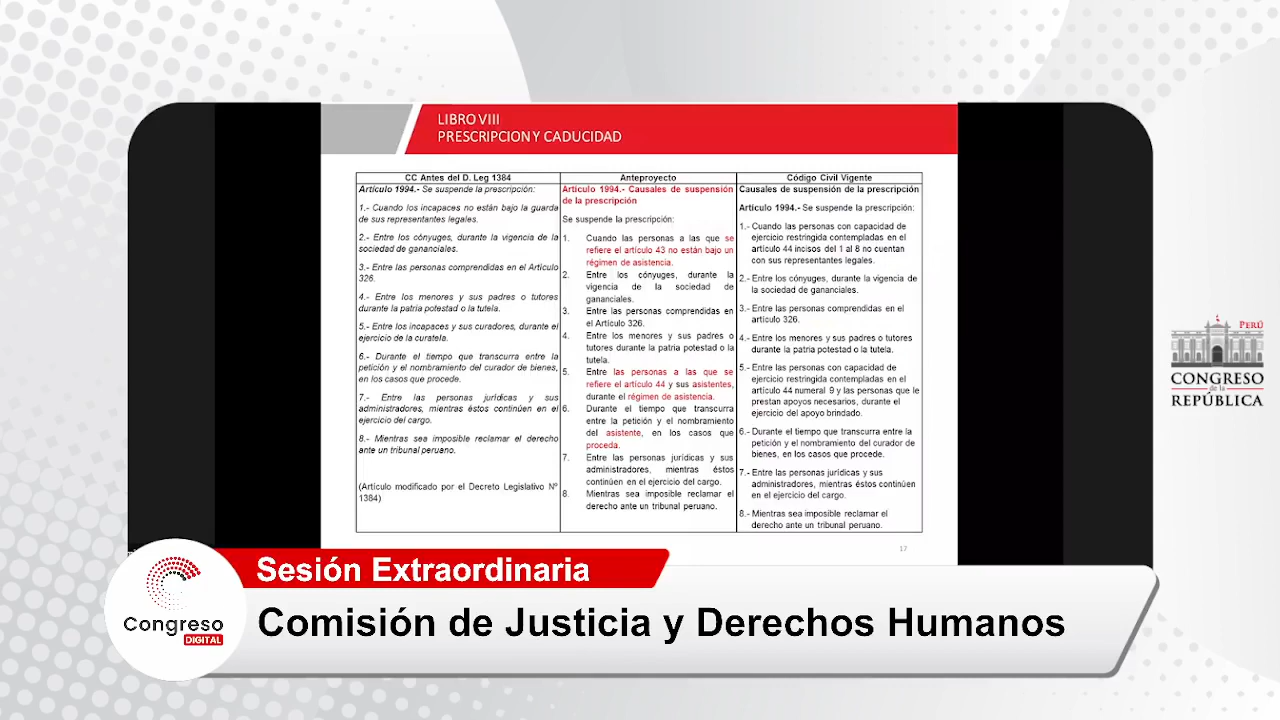 LIBRO VIII
PRESCRIPCION Y CADUCIDAD
CC Antes del D. Leg 1384
Artículo 1994.- Se suspende la prescripción:
1.- Cuando los incapaces no están bajo la guarda
de sus representantes legales.
2.- Entre los cónyuges, durante la vigencia de la
sociedad de gananciales.
3.- Entre las personas comprendidas en el Artículo
326.
4.- Entre los menores y sus padres o tutores
durante la patria potestad o la tutela.
5.- Entre los incapaces y sus curadores, durante el
ejercicio de la curatela.
6.- Durante el tiempo que transcurra entre la
petición y el nombramiento del curador de bienes,
en los casos que procede.
7.- Entre las personas jurídicas y sus
administradores, mientras éstos continúen en el
ejercicio del cargo.
8.- Mientras sea imposible reclamar el derecho
ante un tribunal peruano.
(Artículo modificado por el Decreto Legislativo Nº
1384)
Anteproyecto
Artículo 1994.- Causales de suspensión
de la prescripción
Se suspende la prescripción:
1. Cuando las personas a las que se
refiere el artículo 43 no están bajo un
régimen de asistencia.
2. Entre los cónyuges, durante la
vigencia de la sociedad de
gananciales.
3. Entre las personas comprendidas en
el Artículo 326.
4. Entre los menores y sus padres o
tutores durante la patria potestad o la
tutela.
5. Entre las personas a las que se
refiere el artículo 44 y sus asistentes,
durante el régimen de asistencia.
6. Durante el tiempo que transcurra
entre la petición y el nombramiento
del asistente, en los casos que
proceda.
7. Entre las personas jurídicas y sus
administradores, mientras éstos
continúen en el ejercicio del cargo.
8. Mientras sea imposible reclamar el
derecho ante un tribunal peruano.
Código Civil Vigente
Causales de suspensión de la prescripción
Artículo 1994.- Se suspende la prescripción:
1.- Cuando las personas con capacidad de
ejercicio restringida contempladas en el
artículo 44 incisos del 1 al 8 no cuentan
con sus representantes legales.
2.- Entre los cónyuges, durante la vigencia de
la sociedad de gananciales.
3.- Entre las personas comprendidas en el
artículo 326.
4.- Entre los menores y sus padres o tutores
durante la patria potestad o la tutela.
5.- Entre las personas con capacidad de
ejercicio restringida contempladas en el
artículo 44 numeral 9 y las personas que le
prestan apoyos necesarios, durante el
ejercicio del apoyo brindado.
6.- Durante el tiempo que transcurra entre la
petición y el nombramiento del curador de
bienes, en los casos que procede.
7.- Entre las personas jurídicas y sus
administradores, mientras éstos continúen
en el ejercicio del cargo.
8.- Mientras sea imposible reclamar el
derecho ante un tribunal peruano.
17
PERÚ
CONGRESO
de la
REPÚBLICA
Congreso
DIGITAL
Sesión Extraordinaria
Comisión de Justicia y Derechos Humanos